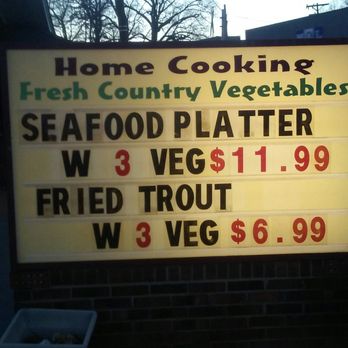 Home Cooking
Fresh Country Vegetables
SEAFOOD PLATTER
W 3 VEG $11.99
FRIED TROUT
W 3 VEG $6.99